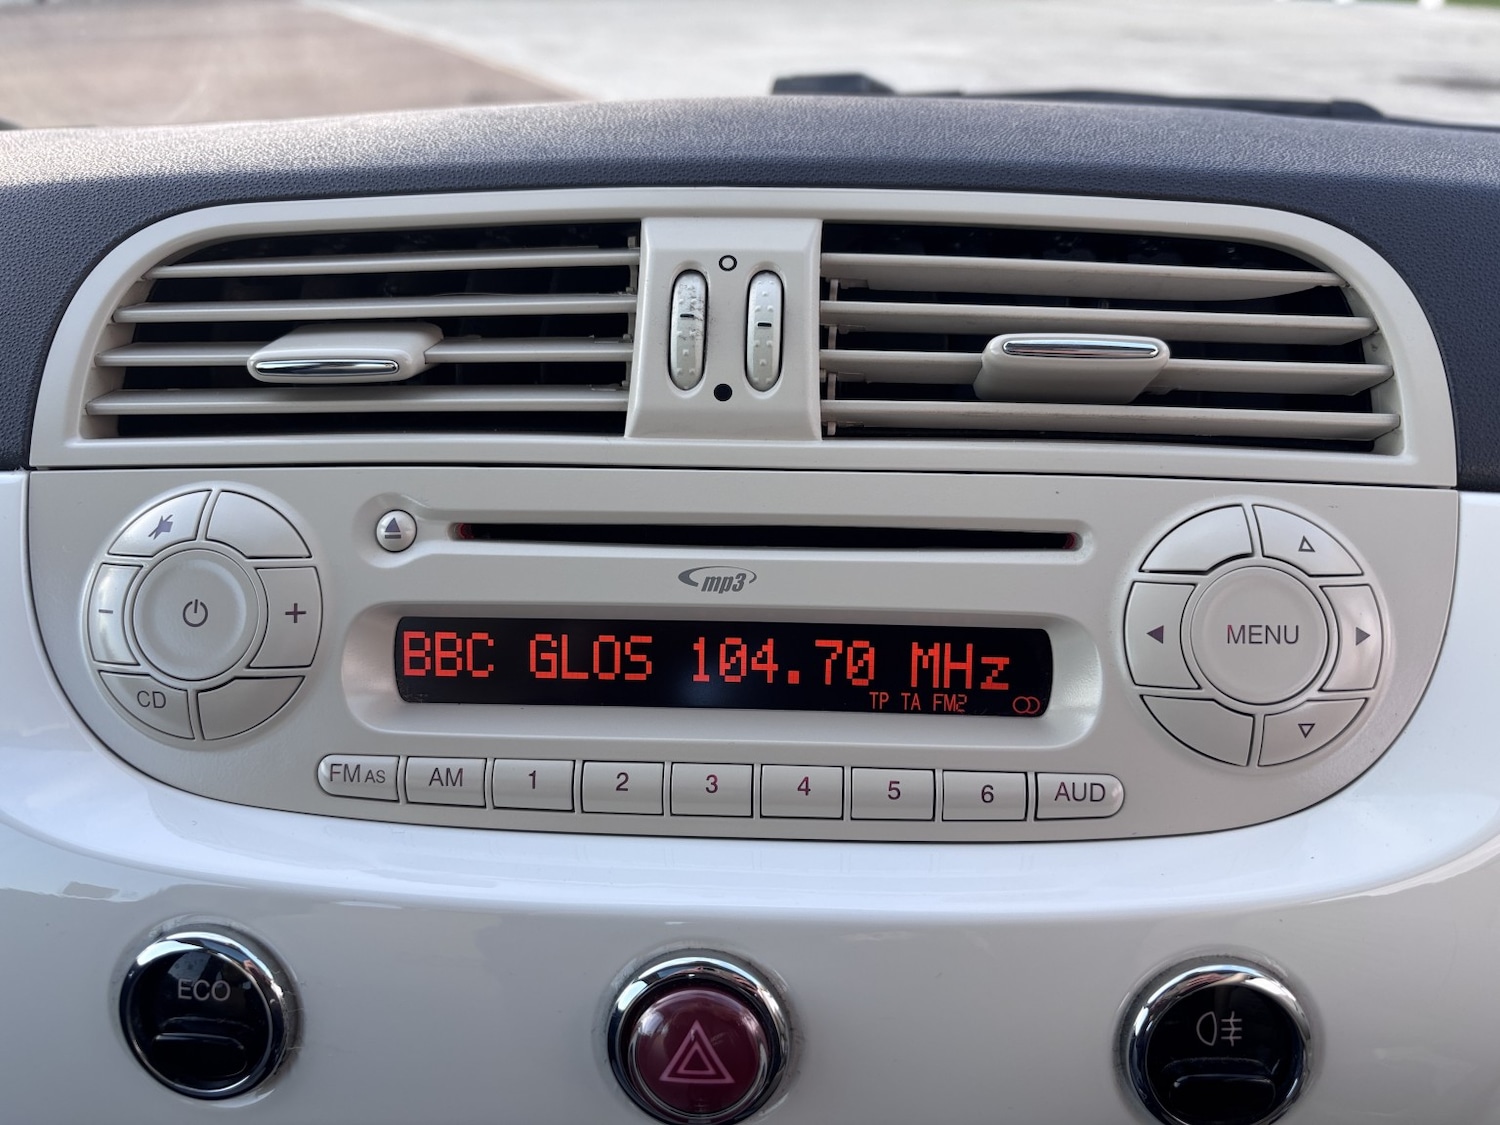 mp3
BBC GLOS 104.70 MHz
TP TA FM2
- +
MENU
CD
FM AS AM 1 2 3 4 5 6 AUD
ECO